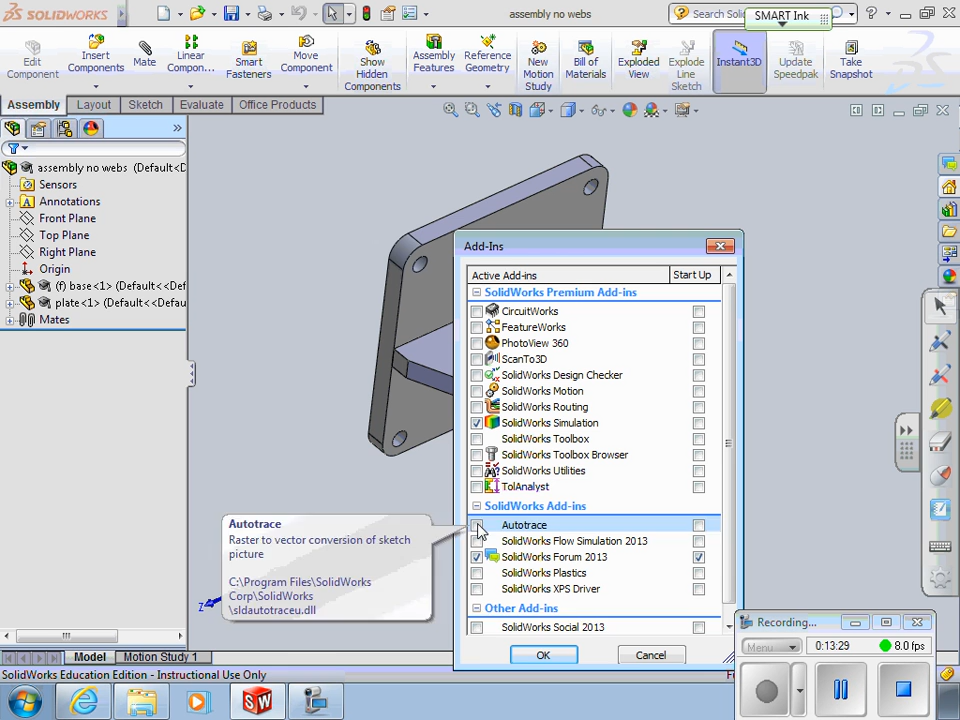 SOLIDWORKS
assembly no webs
Search Soli
SMART Ink
Edit
Component
Insert
Components
Mate
Linear
Compon...
Smart
Fasteners
Move
Component
Show
Hidden
Components
Assembly
Features
Reference
Geometry
New
Motion
Study
Bill of
Materials
Exploded
View
Explode
Line
Sketch
Instant3D
Update
Speedpak
Take
Snapshot
Assembly
Layout
Sketch
Evaluate
Office Products
assembly no webs (Default<D
Sensors
A Annotations
Front Plane
Top Plane
Right Plane
Origin
(f) base<1> (Default<<Defau
plate<1> (Default<<Defau
Mates
Add-Ins
Active Add-ins
Start Up
SolidWorks Premium Add-ins
CircuitWorks
FeatureWorks
PhotoView 360
ScanTo3D
SolidWorks Design Checker
SolidWorks Motion
SolidWorks Routing
SolidWorks Simulation
SolidWorks Toolbox
SolidWorks Toolbox Browser
SolidWorks Utilities
TolAnalyst
SolidWorks Add-ins
Autotrace
SolidWorks Flow Simulation 2013
SolidWorks Forum 2013
SolidWorks Plastics
SolidWorks XPS Driver
Other Add-ins
SolidWorks Social 2013
OK
Cancel
Autotrace
Raster to vector conversion of sketch
picture
C:\Program Files\SolidWorks
Corp\SolidWorks
\sldautotraceu.dll
Z
Recording...
Menu
0:13:29
8.0 fps
Model
Motion Study 1
SolidWorks Education Edition - Instructional Use Only
Fu
SW